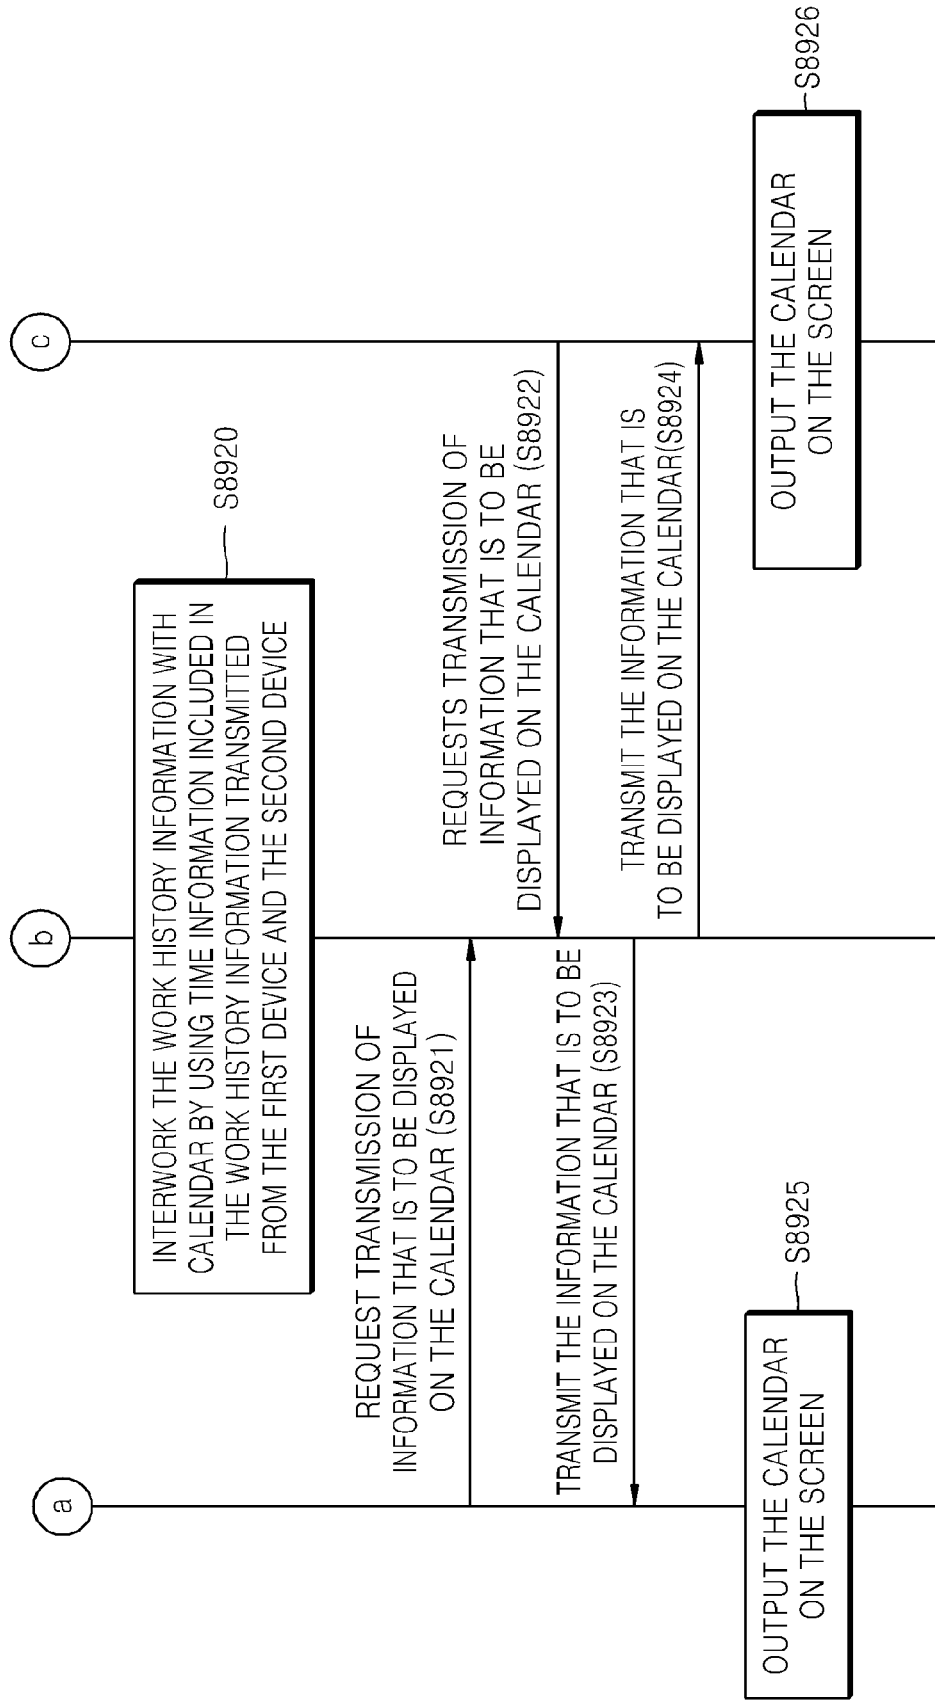 a
b
c
INTERWORK THE WORK HISTORY INFORMATION WITH
CALENDAR BY USING TIME INFORMATION INCLUDED IN
THE WORK HISTORY INFORMATION TRANSMITTED
FROM THE FIRST DEVICE AND THE SECOND DEVICE
S8920
REQUEST TRANSMISSION OF
INFORMATION THAT IS TO BE DISPLAYED
ON THE CALENDAR (S8921)
REQUESTS TRANSMISSION OF
INFORMATION THAT IS TO BE
DISPLAYED ON THE CALENDAR (S8922)
TRANSMIT THE INFORMATION THAT IS TO BE
DISPLAYED ON THE CALENDAR (S8923)
TRANSMIT THE INFORMATION THAT IS
TO BE DISPLAYED ON THE CALENDAR(S8924)
OUTPUT THE CALENDAR
ON THE SCREEN
S8925
OUTPUT THE CALENDAR
ON THE SCREEN
S8926